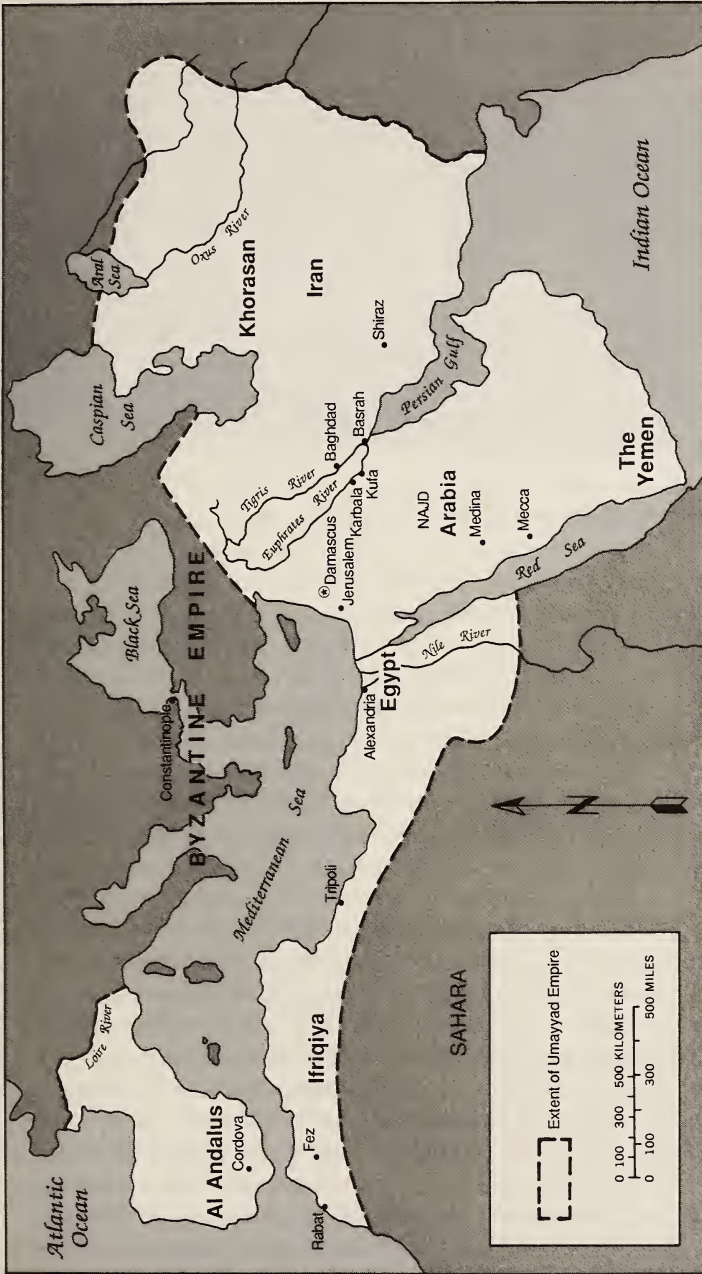 Atlantic
Ocean
Loire River
Al Andalus
Cordova
Rabat
Fez
Ifriqiya
Tripoli
Mediterranean
Sea
BYZANTINE EMPIRE
Constantinople
Black Sea
Caspian
Sea
Aral
Sea
Oxus River
Khorasan
Iran
Shiraz
Tigris River
Baghdad
Basrah
Euphrates River
Karbala
Kufa
Damascus
Jerusalem
Persian Gulf
NAJD
Arabia
Medina
Mecca
The
Yemen
Red Sea
Nile River
Egypt
Alexandria
Indian Ocean
SAHARA
N
Extent of Umayyad Empire
0 100 300 500 KILOMETERS
0 100 300 500 MILES